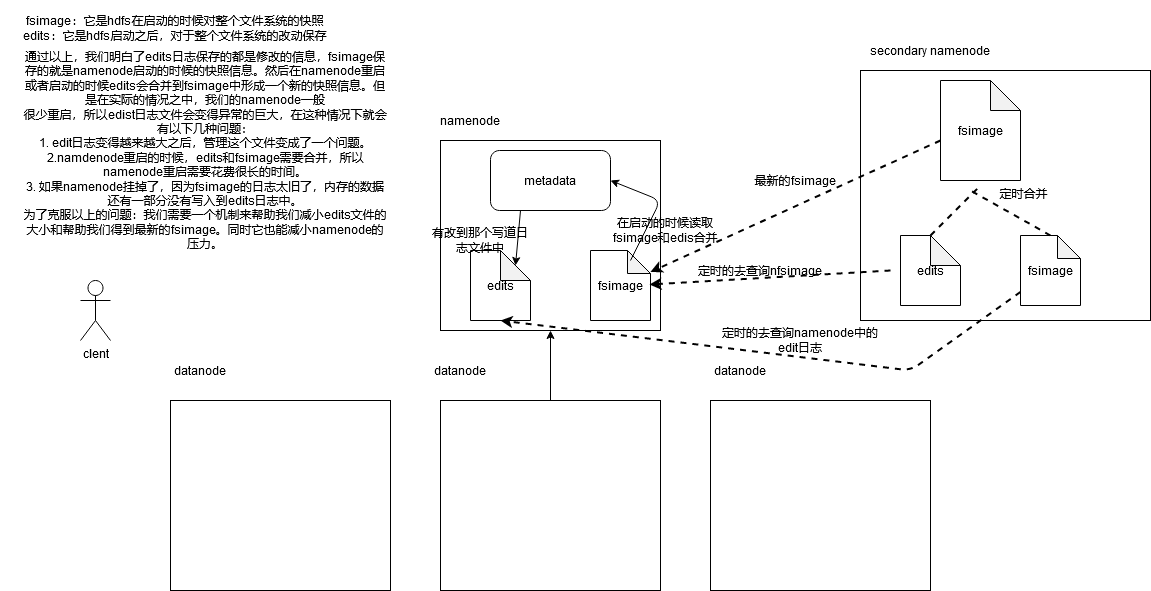 fsimage：它是hdfs在启动的时候对整个文件系统的快照
edits：它是hdfs启动之后，对于整个文件系统的改动保存
通过以上，我们明白了edits日志保存的都是修改的信息，fsimage保
存的就是namenode启动的时候的快照信息。然后在namenode重启
或者启动的时候edits会合并到fsimage中形成一个新的快照信息。但
是在实际的情况之中，我们的namenode一般
很少重启，所以edist日志文件会变得异常的巨大，在这种情况下就会
有以下几种问题：
1. edit日志变得越来越大之后，管理这个文件变成了一个问题。
2.namdenode重启的时候，edits和fsimage需要合并，所以
namenode重启需要花费很长的时间。
3. 如果namenode挂掉了，因为fsimage的日志太旧了，内存的数据
还有一部分没有写入到edits日志中。
为了克服以上的问题：我们需要一个机制来帮助我们减小edits文件的
大小和帮助我们得到最新的fsimage。同时它也能减小namenode的
压力。
secondary namenode
fsimage
namenode
metadata
最新的fsimage
定时合并
有改到那个写道日
志文件中
在启动的时候读取
fsimage和edis合并
edits
fsimage
定时的去查询nfsimage
edits
fsimage
定时的去查询namenode中的
edit日志
clent
datanode
datanode
datanode